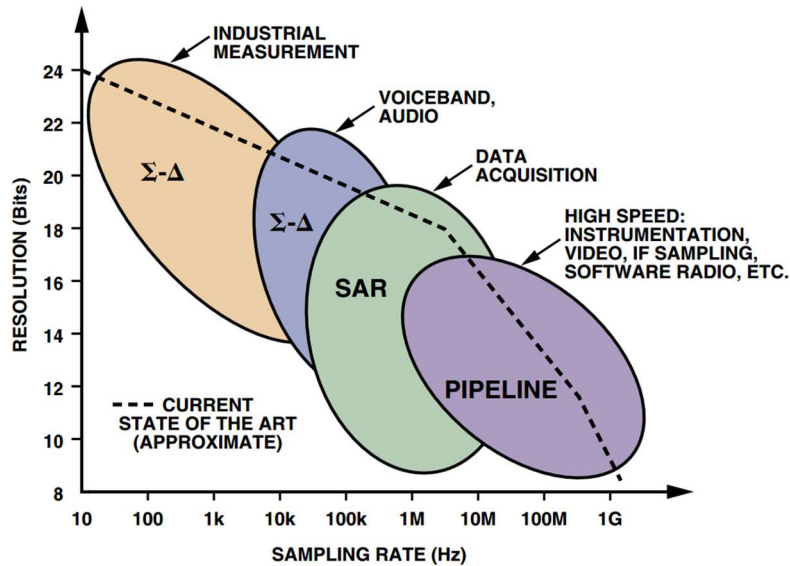 INDUSTRIAL
MEASUREMENT
VOICEBAND,
AUDIO
DATA
ACQUISITION
HIGH SPEED:
INSTRUMENTATION,
VIDEO, IF SAMPLING,
SOFTWARE RADIO, ETC.
24
22
20
18
16
14
12
10
8
RESOLUTION (Bits)
Σ-Δ
Σ-Δ
SAR
PIPELINE
CURRENT
STATE OF THE ART
(APPROXIMATE)
10 100 1k 10k 100k 1M 10M 100M 1G
SAMPLING RATE (Hz)